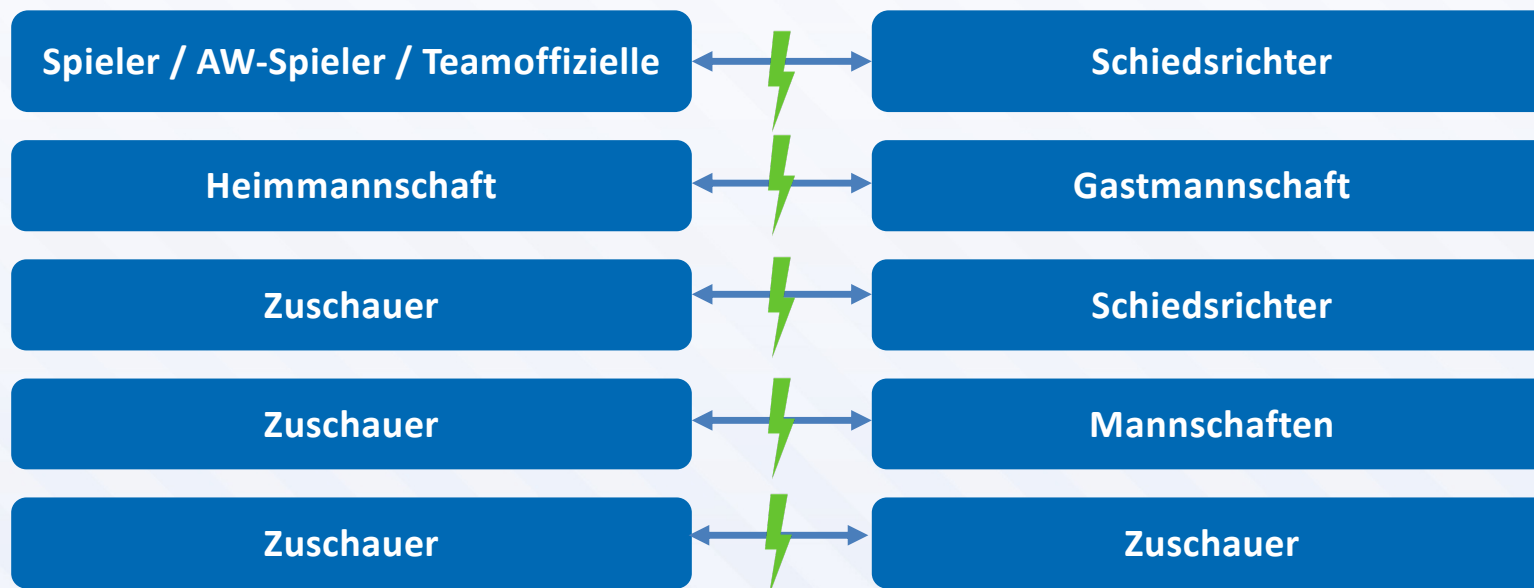 Spieler / AW-Spieler / Teamoffizielle
Schiedsrichter
Heimmannschaft
Gastmannschaft
Zuschauer
Schiedsrichter
Zuschauer
Mannschaften
Zuschauer
Zuschauer